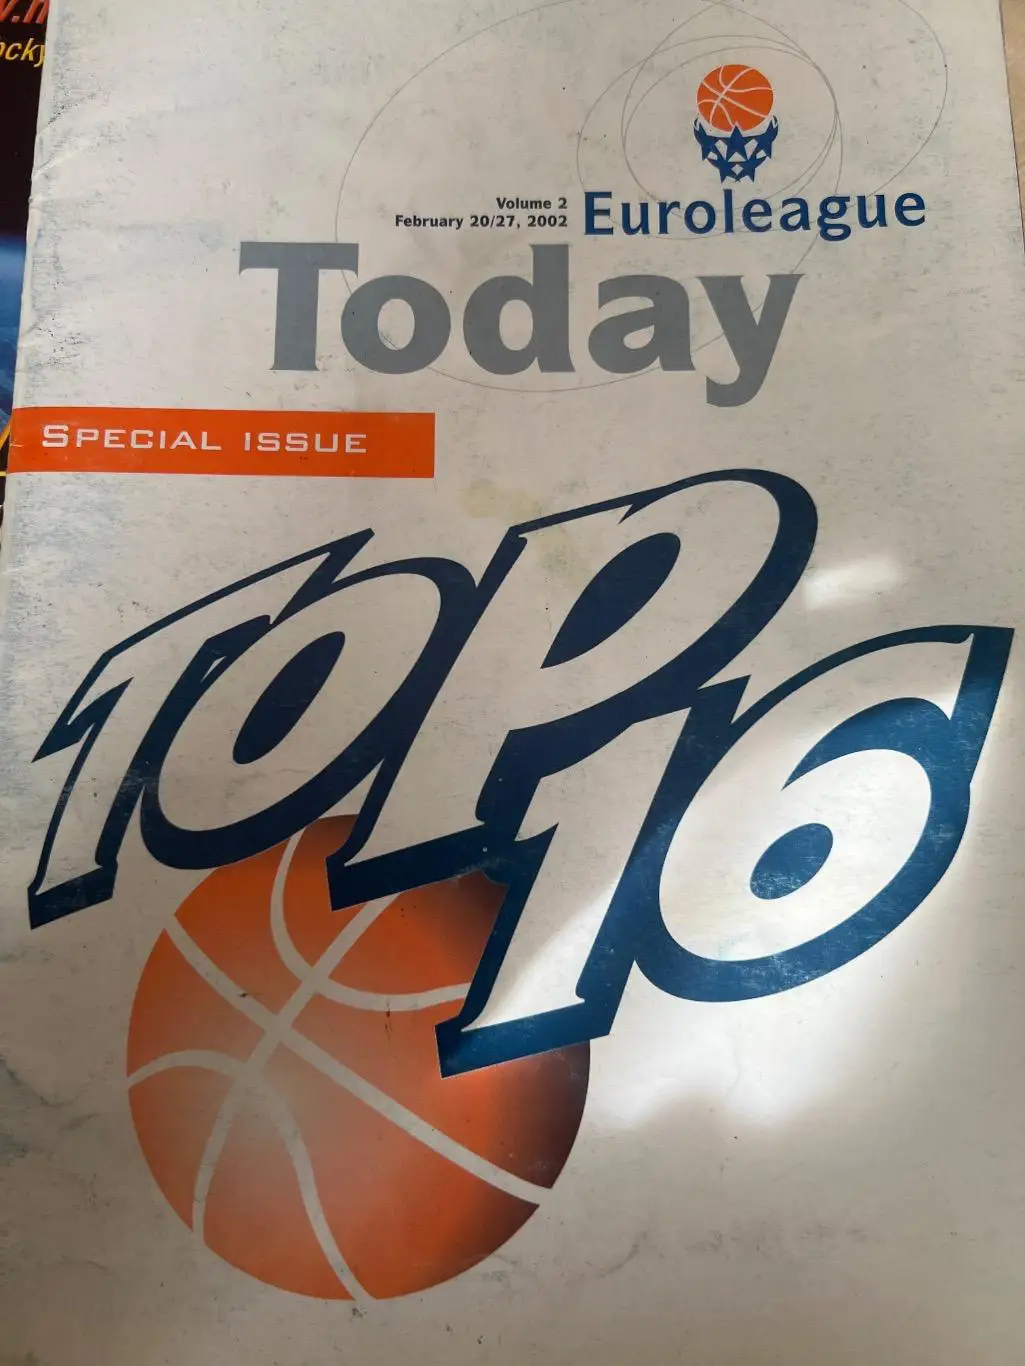 Volume 2
February 20/27, 2002
Euroleague
Today
SPECIAL ISSUE
TOP
16